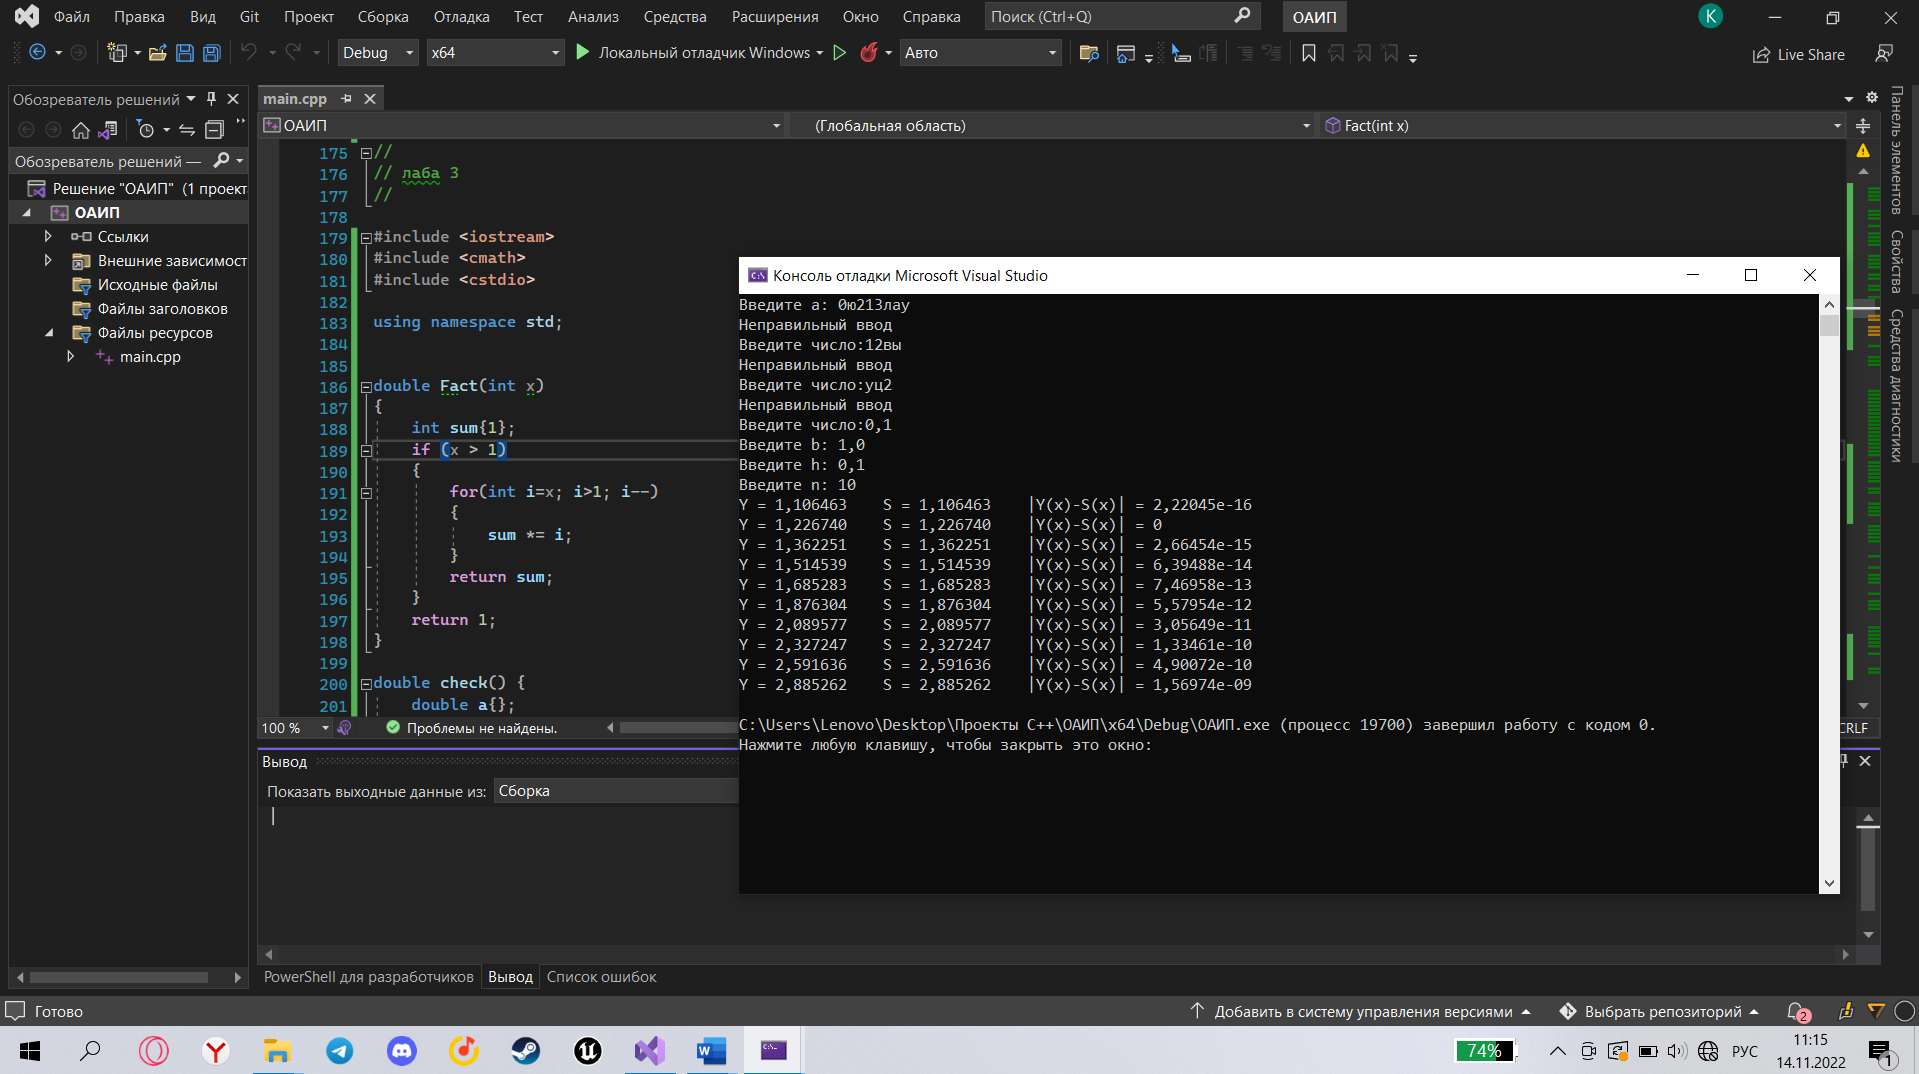 Файл Правка Вид Git Проект Сборка Отладка Тест Анализ Средства Расширения Окно Справка Поиск (Ctrl+Q) ОАИП K
Debug x64 Локальный отладчик Windows Авто Live Share
Обозреватель решений
main.cpp
ОАИП (Глобальная область) Fact(int x)
Обозреватель решений —
Решение "ОАИП" (1 проект
ОАИП
Ссылки
Внешние зависимост
Исходные файлы
Файлы заголовков
Файлы ресурсов
main.cpp
175 //
176 // лаба 3
177 //
178
179 #include <iostream>
180 #include <cmath>
181 #include <cstdio>
182
183 using namespace std;
184
185
186 double Fact(int x)
187 {
188 int sum{1};
189 if (x > 1)
190 {
191 for(int i=x; i>1; i--)
192 {
193 sum *= i;
194 }
195 return sum;
196 }
197 return 1;
198 }
199
200 double check() {
201 double a{};
100 % Проблемы не найдены. CRLF
Консоль отладки Microsoft Visual Studio
Введите a: 0ю213лау
Неправильный ввод
Введите число:12вы
Неправильный ввод
Введите число:уц2
Неправильный ввод
Введите число:0,1
Введите b: 1,0
Введите h: 0,1
Введите n: 10
Y = 1,106463 S = 1,106463 |Y(x)-S(x)| = 2,22045e-16
Y = 1,226740 S = 1,226740 |Y(x)-S(x)| = 0
Y = 1,362251 S = 1,362251 |Y(x)-S(x)| = 2,66454e-15
Y = 1,514539 S = 1,514539 |Y(x)-S(x)| = 6,39488e-14
Y = 1,685283 S = 1,685283 |Y(x)-S(x)| = 7,46958e-13
Y = 1,876304 S = 1,876304 |Y(x)-S(x)| = 5,57954e-12
Y = 2,089577 S = 2,089577 |Y(x)-S(x)| = 3,05649e-11
Y = 2,327247 S = 2,327247 |Y(x)-S(x)| = 1,33461e-10
Y = 2,591636 S = 2,591636 |Y(x)-S(x)| = 4,90072e-10
Y = 2,885262 S = 2,885262 |Y(x)-S(x)| = 1,56974e-09
C:\Users\Lenovo\Desktop\Проекты C++\ОАИП\x64\Debug\ОАИП.exe (процесс 19700) завершил работу с кодом 0.
Нажмите любую клавишу, чтобы закрыть это окно:
Панель элементов
Свойства
Средства диагностики
Вывод
Показать выходные данные из: Сборка
PowerShell для разработчиков Вывод Список ошибок
Готово Добавить в систему управления версиями Выбрать репозиторий 2
74% РУС 11:15
14.11.2022 1